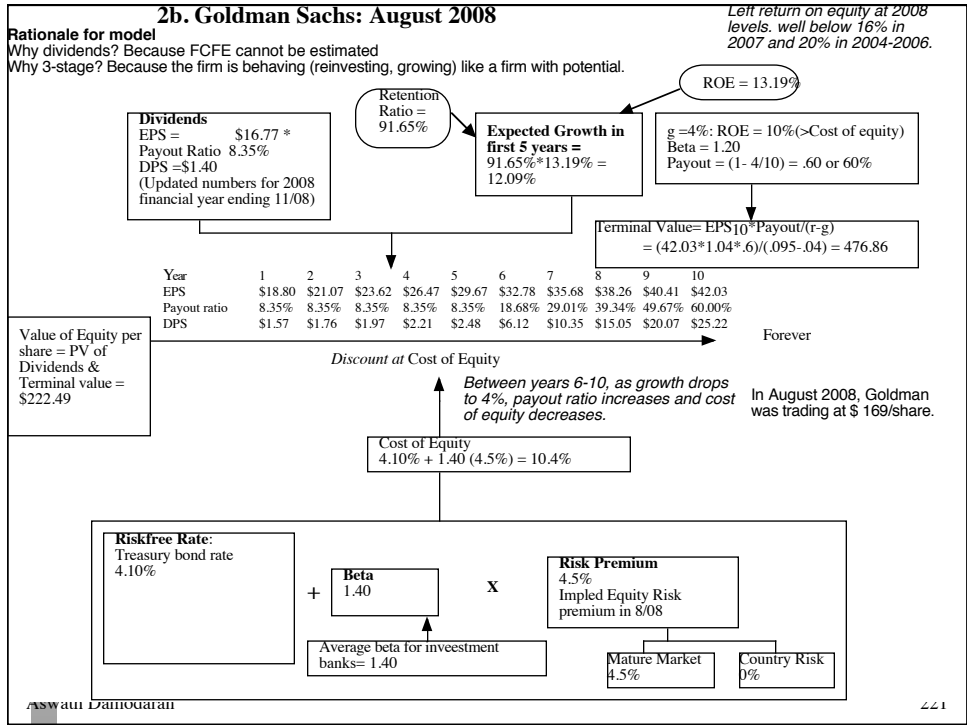 2b. Goldman Sachs: August 2008
Left return on equity at 2008
levels. well below 16% in
2007 and 20% in 2004-2006.
Rationale for model
Why dividends? Because FCFE cannot be estimated
Why 3-stage? Because the firm is behaving (reinvesting, growing) like a firm with potential.
Retention
Ratio =
91.65%
ROE = 13.19%
Dividends
EPS = $16.77 *
Payout Ratio 8.35%
DPS =$1.40
(Updated numbers for 2008
financial year ending 11/08)
Expected Growth in
first 5 years =
91.65%*13.19% =
12.09%
g =4%: ROE = 10%(>Cost of equity)
Beta = 1.20
Payout = (1- 4/10) = .60 or 60%
Terminal Value= EPS10*Payout/(r-g)
= (42.03*1.04*.6)/(.095-.04) = 476.86
Year 1 2 3 4 5 6 7 8 9 10
EPS $18.80 $21.07 $23.62 $26.47 $29.67 $32.78 $35.68 $38.26 $40.41 $42.03
Payout ratio 8.35% 8.35% 8.35% 8.35% 8.35% 18.68% 29.01% 39.34% 49.67% 60.00%
DPS $1.57 $1.76 $1.97 $2.21 $2.48 $6.12 $10.35 $15.05 $20.07 $25.22
Forever
Value of Equity per
share = PV of
Dividends &
Terminal value =
$222.49
Discount at Cost of Equity
Between years 6-10, as growth drops
to 4%, payout ratio increases and cost
of equity decreases.
In August 2008, Goldman
was trading at $ 169/share.
Cost of Equity
4.10% + 1.40 (4.5%) = 10.4%
Riskfree Rate:
Treasury bond rate
4.10%
+
Beta
1.40
X
Risk Premium
4.5%
Impled Equity Risk
premium in 8/08
Average beta for inveestment
banks= 1.40
Mature Market
4.5%
Country Risk
0%
Aswath Damodaran
221